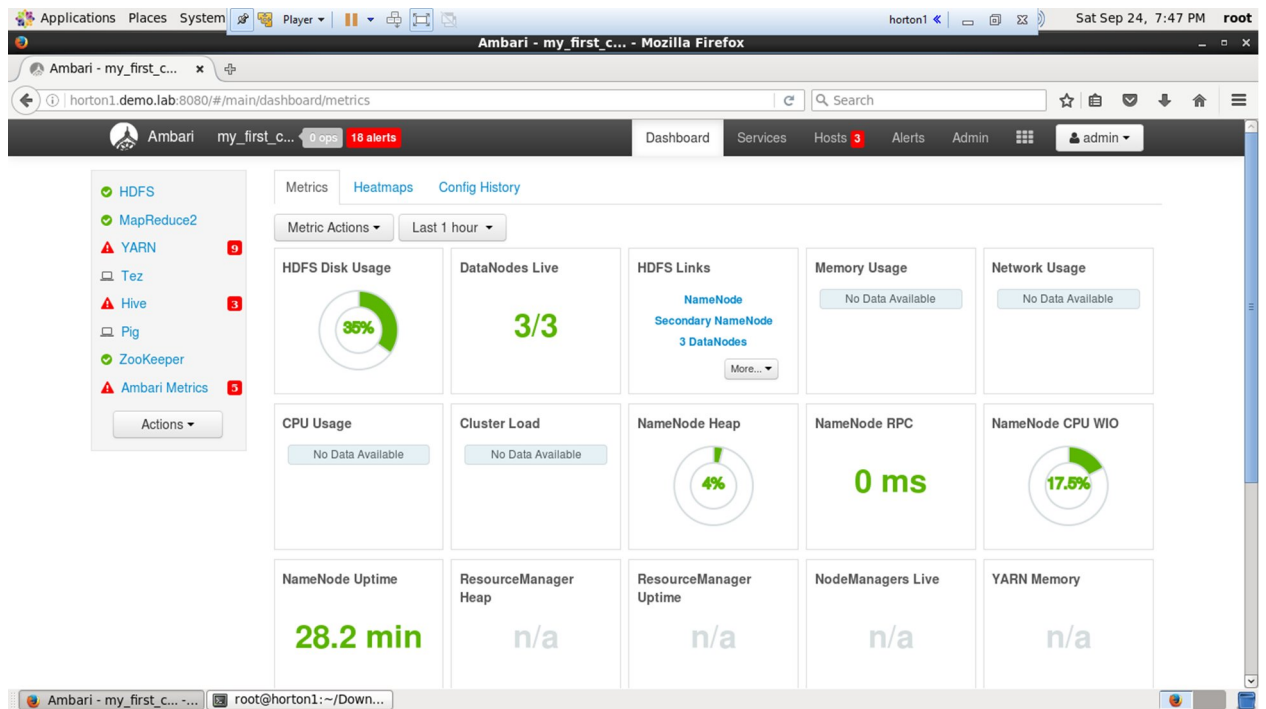 Applications Places System Player horton1 Sat Sep 24, 7:47 PM root
Ambari - my_first_c... - Mozilla Firefox
Ambari - my_first_c...
horton1.demo.lab:8080/#/main/dashboard/metrics Search
Ambari my_first_c... 0 ops 18 alerts Dashboard Services Hosts 3 Alerts Admin admin
HDFS
MapReduce2
YARN 9
Tez
Hive 3
Pig
ZooKeeper
Ambari Metrics 5
Actions
Metrics Heatmaps Config History
Metric Actions Last 1 hour
HDFS Disk Usage
35%
DataNodes Live
3/3
HDFS Links
NameNode
Secondary NameNode
3 DataNodes
More...
Memory Usage
No Data Available
Network Usage
No Data Available
CPU Usage
No Data Available
Cluster Load
No Data Available
NameNode Heap
4%
NameNode RPC
0 ms
NameNode CPU WIO
17.5%
NameNode Uptime
28.2 min
ResourceManager
Heap
n/a
ResourceManager
Uptime
n/a
NodeManagers Live
n/a
YARN Memory
n/a
Ambari - my_first_c... -... root@horton1:~/Down...